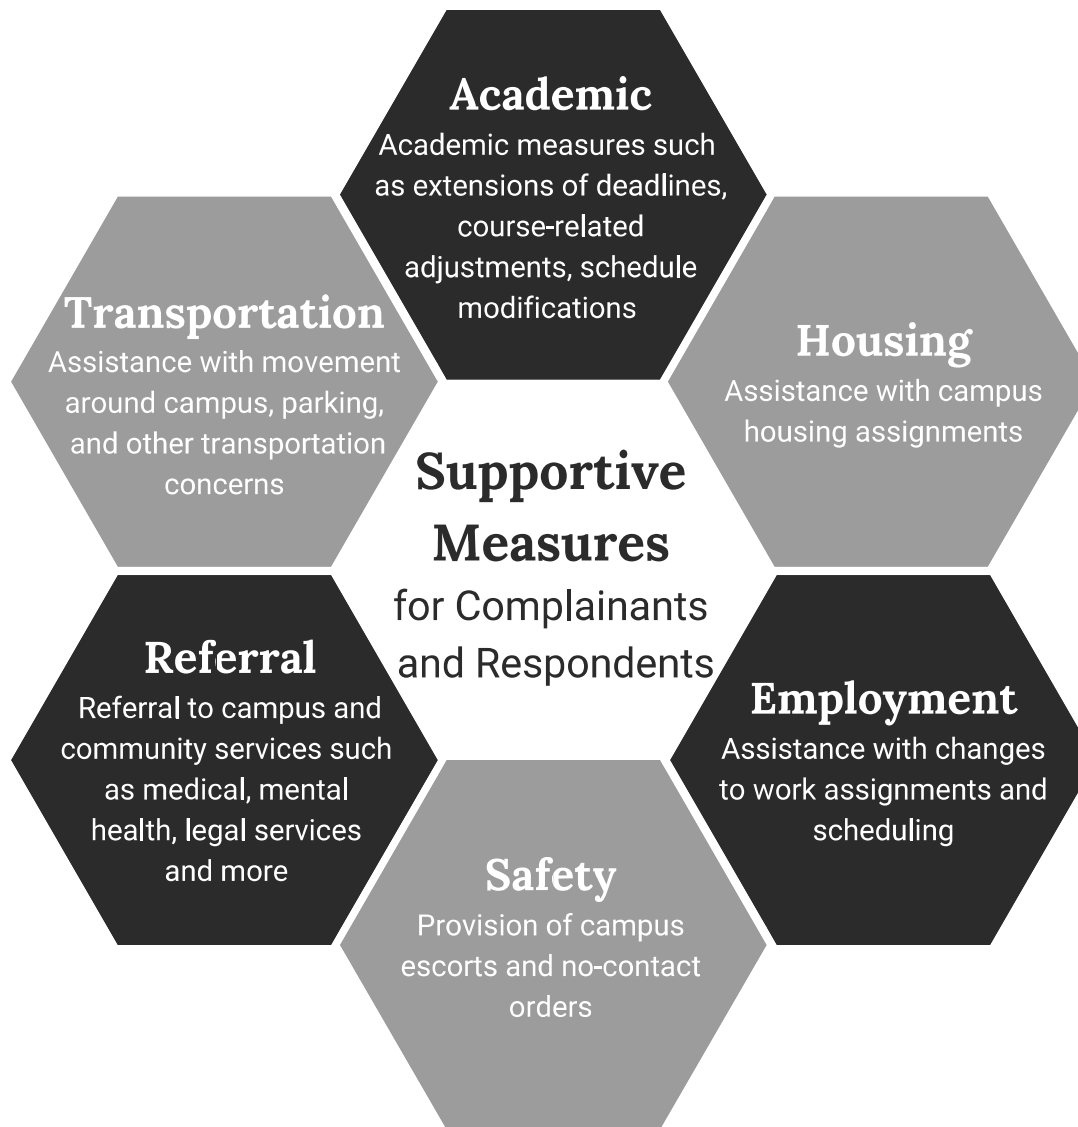 Academic
Academic measures such
as extensions of deadlines,
course-related
adjustments, schedule
modifications
Transportation
Assistance with movement
around campus, parking,
and other transportation
concerns
Housing
Assistance with campus
housing assignments
Supportive
Measures
for Complainants
and Respondents
Referral
Referral to campus and
community services such
as medical, mental
health, legal services
and more
Employment
Assistance with changes
to work assignments and
scheduling
Safety
Provision of campus
escorts and no-contact
orders